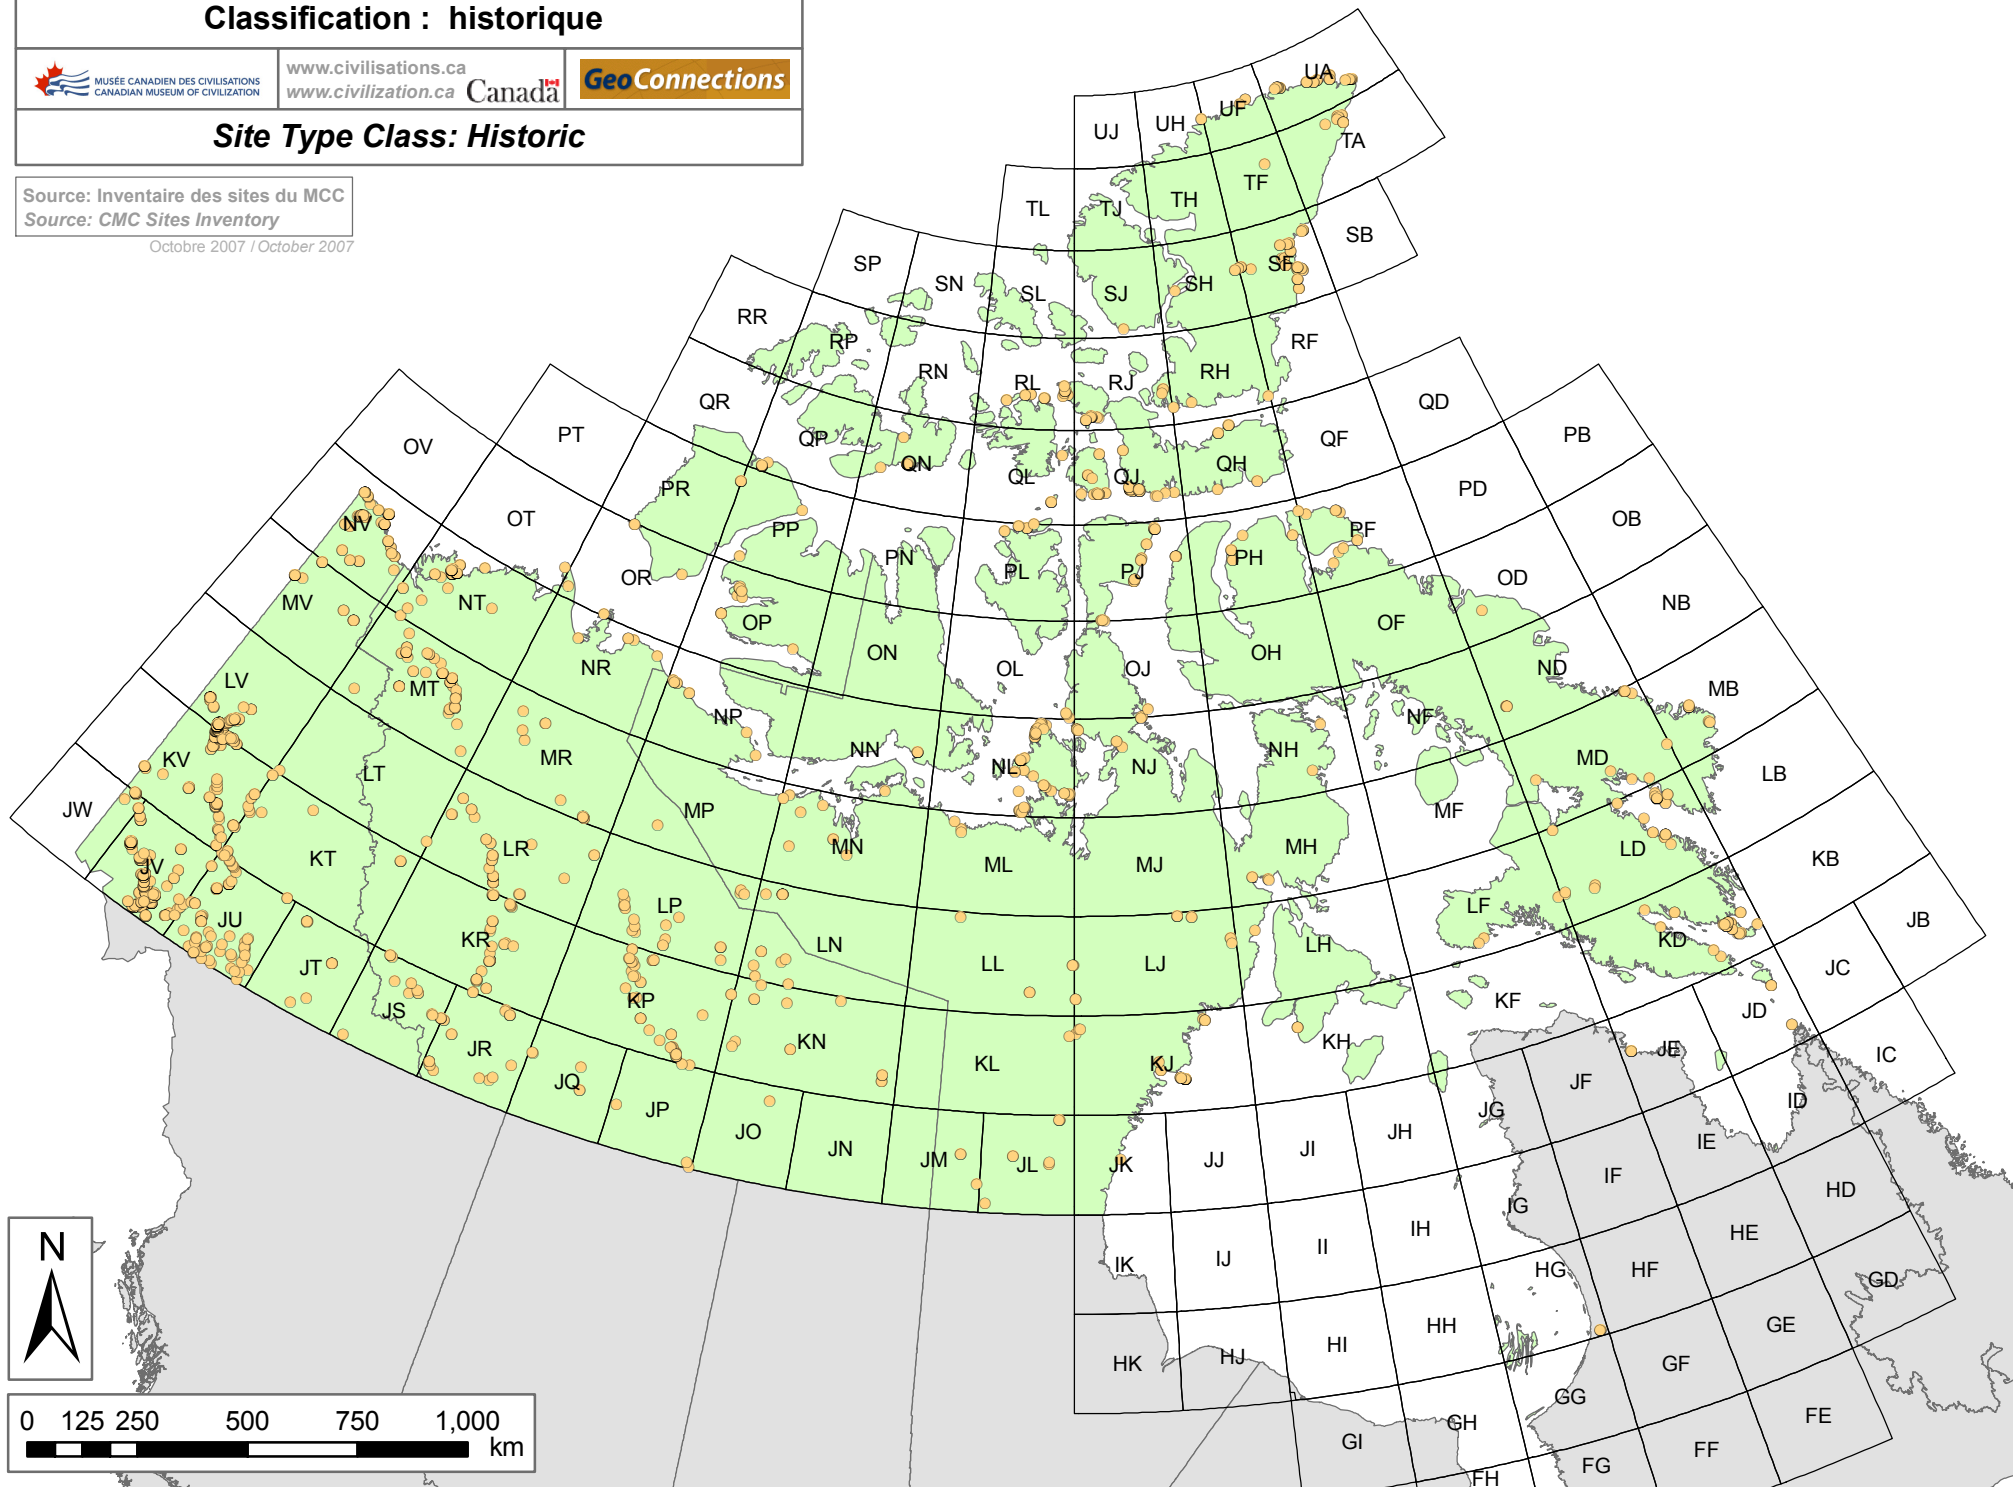 Classification : historique
MUSÉE CANADIEN DES CIVILISATIONS
CANADIAN MUSEUM OF CIVILIZATION
www.civilisations.ca
www.civilization.ca
Canada
GeoConnections
Site Type Class: Historic
Source: Inventaire des sites du MCC
Source: CMC Sites Inventory
Octobre 2007 / October 2007
UA
UF
UH
UJ
TA
TF
TH
TJ
TL
SB
SF
SH
SJ
SL
SN
SP
RF
RH
RJ
RL
RN
RP
RR
QD
QF
QH
QJ
QL
QN
QP
QR
PB
PD
PF
PH
PJ
PL
PN
PP
PR
PT
OB
OD
OF
OH
OJ
OL
ON
OP
OR
OT
OV
NB
ND
NF
NH
NJ
NL
NN
NP
NR
NT
NV
MB
MD
MF
MH
MJ
ML
MN
MP
MR
MT
MV
LB
LD
LF
LH
LJ
LL
LN
LP
LR
LT
LV
KB
KD
KF
KH
KJ
KL
KN
KP
KR
KT
KV
JB
JC
JD
JE
JF
JG
JH
JI
JJ
JK
JL
JM
JN
JO
JP
JQ
JR
JS
JT
JU
JV
JW
IC
ID
IE
IF
IG
IH
II
IJ
IK
HD
HE
HF
HG
HH
HI
HJ
HK
GD
GE
GF
GG
GH
GI
FE
FF
FG
FH
N
0 125 250 500 750 1,000
km